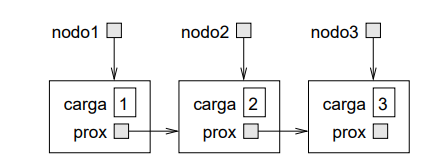 nodo1 nodo2 nodo3
carga 1 carga 2 carga 3
prox prox prox